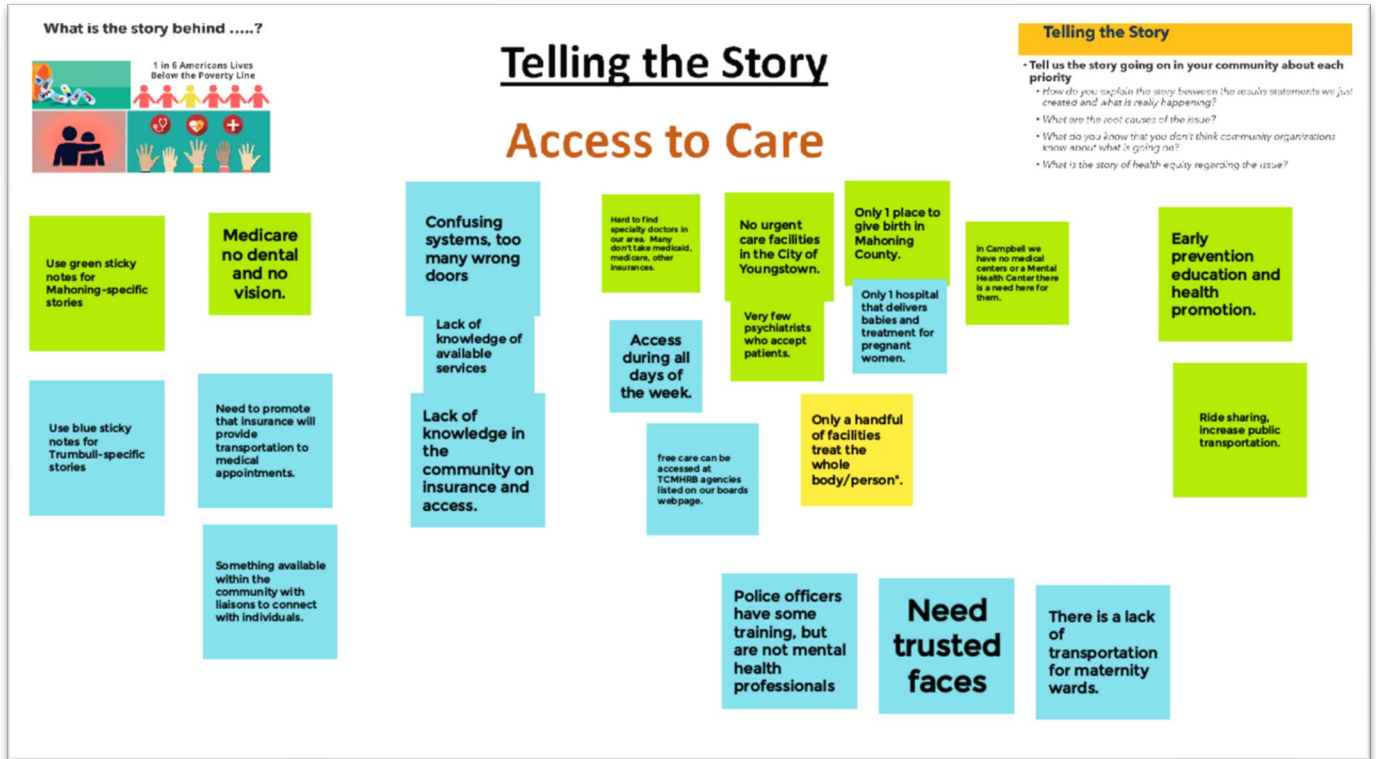 What is the story behind .....?
1 in 6 Americans Lives
Below the Poverty Line
Telling the Story
Access to Care
Telling the Story
• Tell us the story going on in your community about each
priority
• How do you explain the story between the results statements we just
created and what is really happening?
• What are the root causes of the issue?
• What do you know that you don't think community organizations
know about what is going on?
• What is the story of health equity regarding the issue?
Use green sticky
notes for
Mahoning-specific
stories
Medicare
no dental
and no
vision.
Confusing
systems, too
many wrong
doors
Hard to find
specialty doctors in
our area. Many
don't take medicaid,
medicare, other
insurances.
No urgent
care facilities
in the City of
Youngstown.
Only 1 place to
give birth in
Mahoning
County.
in Campbell we
have no medical
centers or a Mental
Health Center there
is a need here for
them.
Early
prevention
education and
health
promotion.
Lack of
knowledge of
available
services
Access
during all
days of
the week.
Very few
psychiatrists
who accept
patients.
Only 1 hospital
that delivers
babies and
treatment for
pregnant
women.
Use blue sticky
notes for
Trumbull-specific
stories
Need to promote
that insurance will
provide
transportation to
medical
appointments.
Lack of
knowledge in
the
community on
insurance and
access.
free care can be
accessed at
TCMHRB agencies
listed on our boards
webpage.
Only a handful
of facilities
treat the
whole
body/person".
Ride sharing,
increase public
transportation.
Something available
within the
community with
liaisons to connect
with individuals.
Police officers
have some
training, but
are not mental
health
professionals
Need
trusted
faces
There is a lack
of
transportation
for maternity
wards.